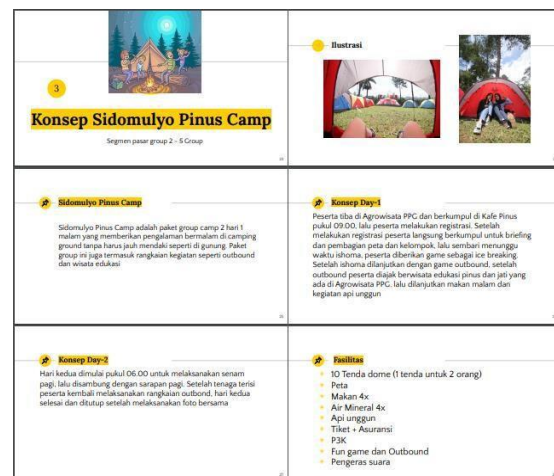 3
Konsep Sidomulyo Pinus Camp
Segmen pasar group 2 - 5 Group
Ilustrasi
Sidomulyo Pinus Camp
Sidomulyo Pinus Camp adalah paket group camp 2 hari 1
malam yang memberikan pengalaman bermalam di camping
ground tanpa harus jauh mendaki seperti di gunung. Paket
group ini juga termasuk rangkaian kegiatan seperti outbound
dan wisata edukasi
Konsep Day-1
Peserta tiba di Agrowisata PPG dan berkumpul di Kafe Pinus
pukul 09.00, lalu peserta melakukan registrasi. Setelah
melakukan registrasi peserta langsung berkumpul untuk briefing
dan pembagian peta dan kelompok, lalu sembari menunggu
waktu ishoma, peserta diberikan game sebagai ice breaking.
Setelah ishoma dilanjutkan dengan game outbound, setelah
outbound peserta diajak berwisata edukasi pinus dan jati yang
ada di Agrowisata PPG, lalu dilanjutkan makan malam dan
kegiatan api unggun
Konsep Day-2
Hari kedua dimulai pukul 06.00 untuk melaksanakan senam
pagi, lalu disambung dengan sarapan pagi. Setelah tenaga terisi
peserta kembali melaksanakan rangkaian outbond, hari kedua
selesai dan ditutup setelah melaksanakan foto bersama
Fasilitas
10 Tenda dome (1 tenda untuk 2 orang)
Peta
Makan 4x
Air Mineral 4x
Api unggun
Tiket + Asuransi
P3K
Fun game dan Outbound
Pengeras suara